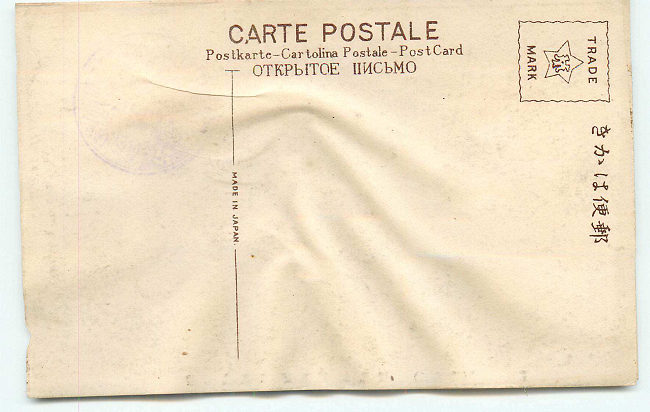 CARTE POSTALE
Postkarte-Cartolina Postale-PostCard
ОТКРЫТОЕ ПИСЬМО
TRADE
MARK
きかは便郵
MADE IN JAPAN.